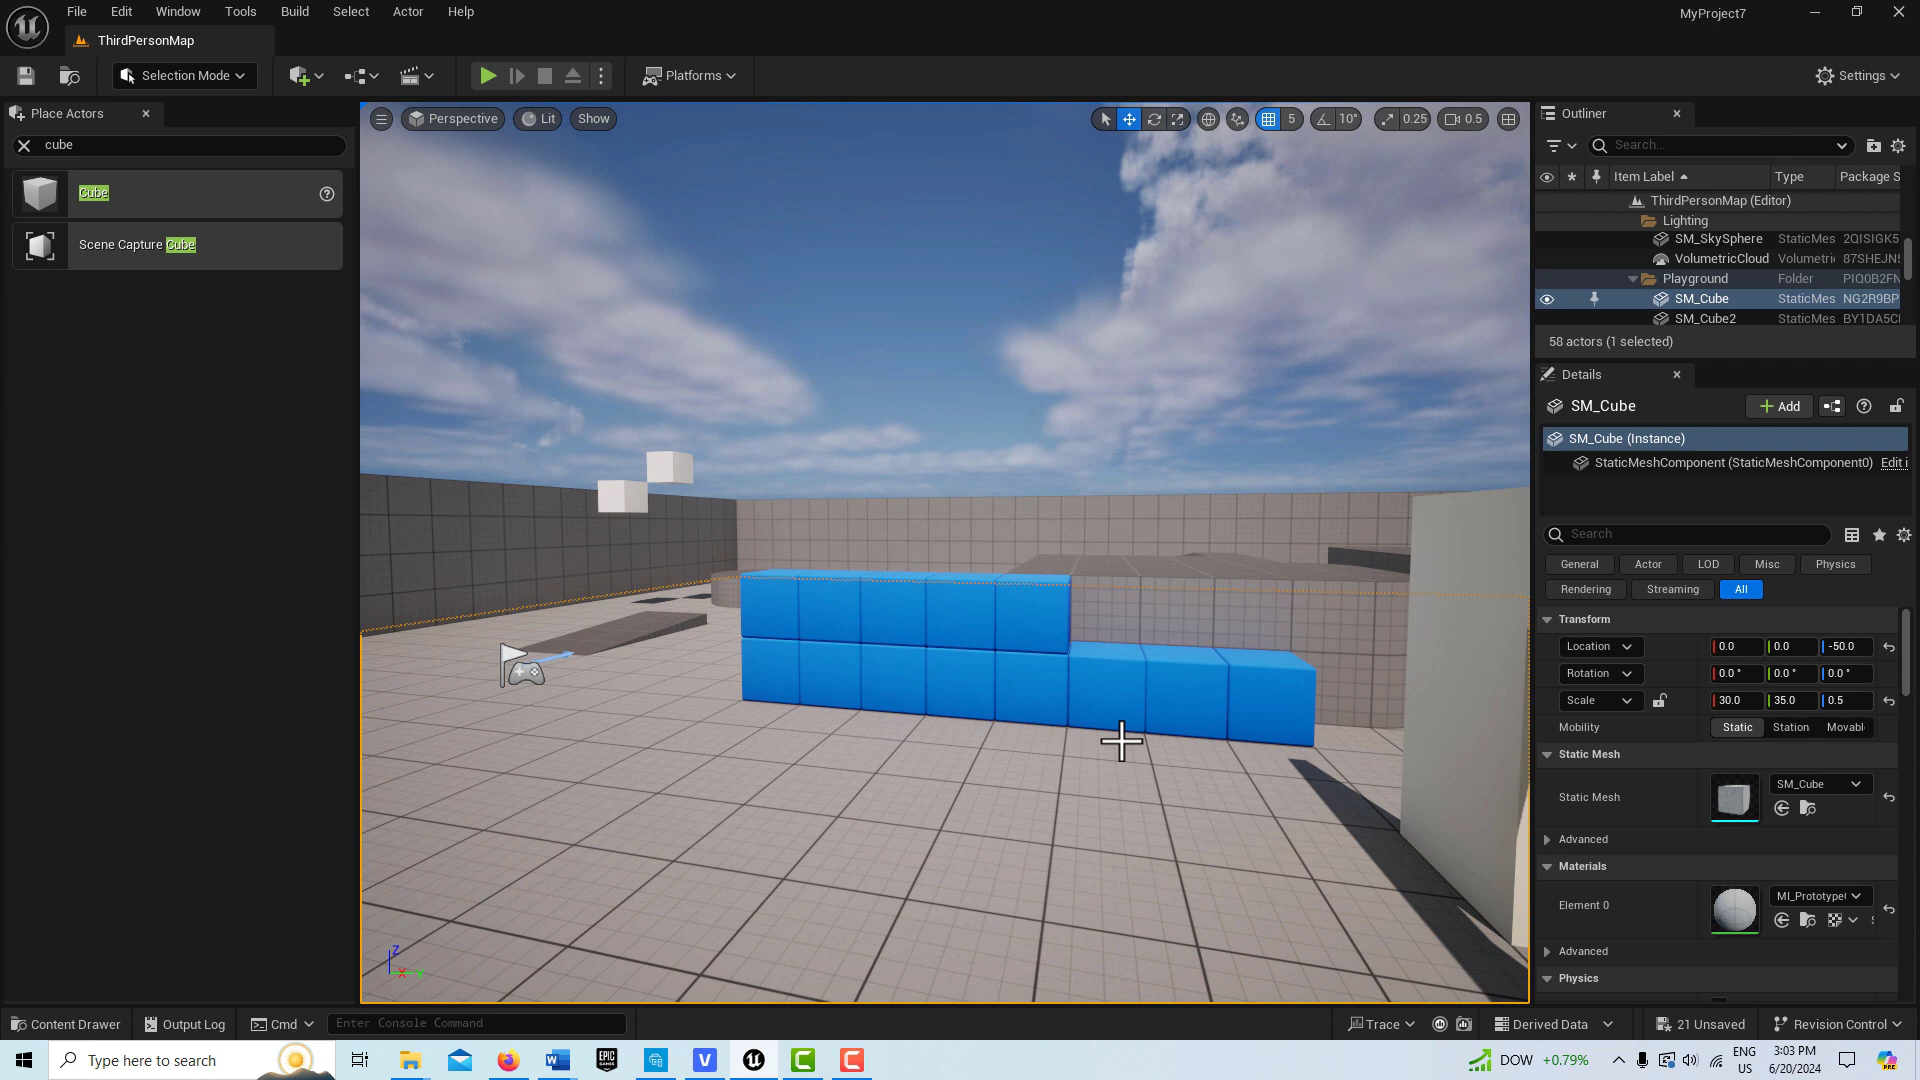 File Edit Window Tools Build Select Actor Help
MyProject7
ThirdPersonMap
Selection Mode
Platforms
Settings
Place Actors
cube
Cube
Scene Capture Cube
Perspective Lit Show
5 10° 0.25 0.5
Outliner
Search...
Item Label Type Package S
ThirdPersonMap (Editor)
Lighting
SM_SkySphere StaticMes 2QISIGK5
VolumetricCloud Volumetri 87SHEJN
Playground Folder PIQ0B2FN
SM_Cube StaticMes NG2R9BP
SM_Cube2 StaticMes BY1DA5C
58 actors (1 selected)
Details
SM_Cube
Add
SM_Cube (Instance)
StaticMeshComponent (StaticMeshComponent0) Edit i
Search
General Actor LOD Misc Physics
Rendering Streaming All
Transform
Location 0.0 0.0 -50.0
Rotation 0.0 ° 0.0 ° 0.0 °
Scale 30.0 35.0 0.5
Mobility Static Station Movabl
Static Mesh
Static Mesh SM_Cube
Advanced
Materials
Element 0 MI_Prototype
Advanced
Physics
Z
X Y
Content Drawer Output Log Cmd Enter Console Command
Trace Derived Data 21 Unsaved Revision Control
Type here to search
DOW +0.79%
ENG
US
3:03 PM
6/20/2024